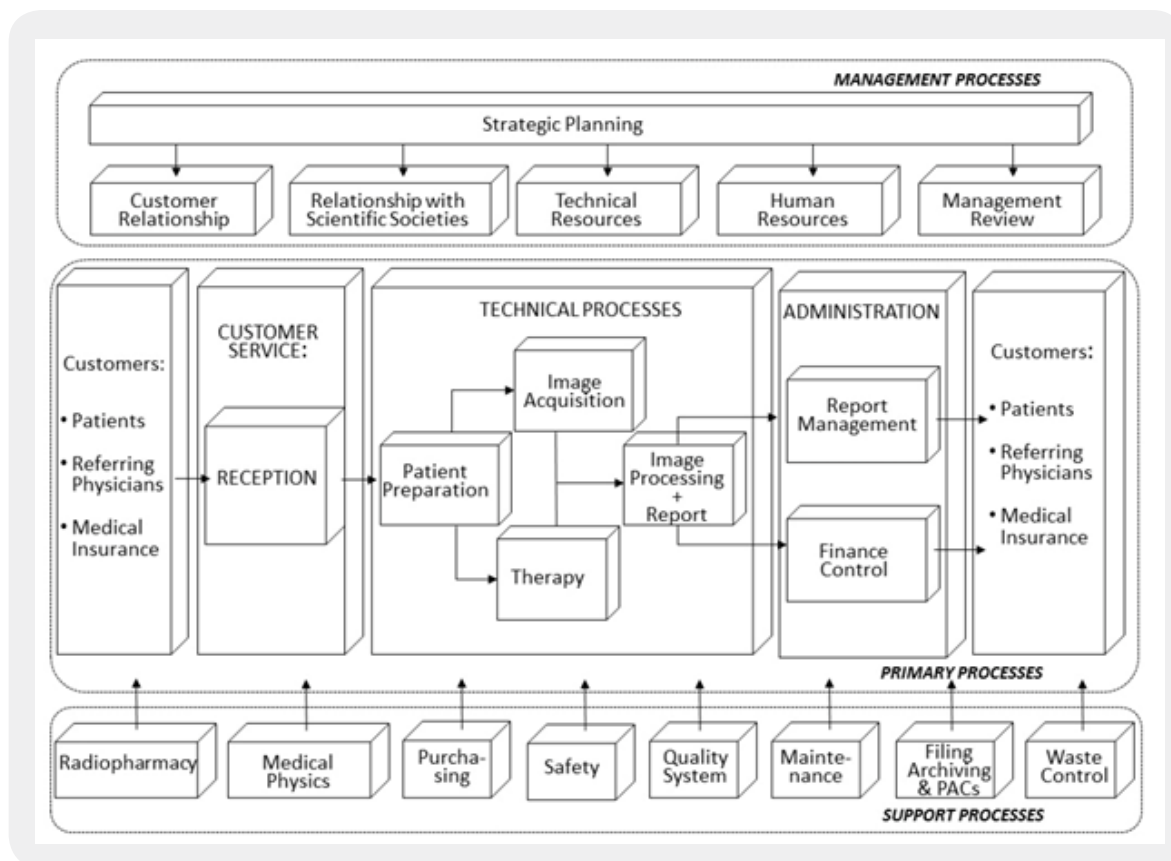 MANAGEMENT PROCESSES
Strategic Planning
Customer
Relationship
Relationship with
Scientific Societies
Technical
Resources
Human
Resources
Management
Review
Customers:
• Patients
• Referring
Physicians
• Medical
Insurance
CUSTOMER
SERVICE:
RECEPTION
TECHNICAL PROCESSES
Patient
Preparation
Image
Acquisition
Therapy
Image
Processing
+
Report
ADMINISTRATION
Report
Management
Finance
Control
Customers:
• Patients
• Referring
Physicians
• Medical
Insurance
PRIMARY PROCESSES
Radiopharmacy
Medical
Physics
Purcha-
sing
Safety
Quality
System
Mainte-
nance
Filing
Archiving
& PACs
Waste
Control
SUPPORT PROCESSES